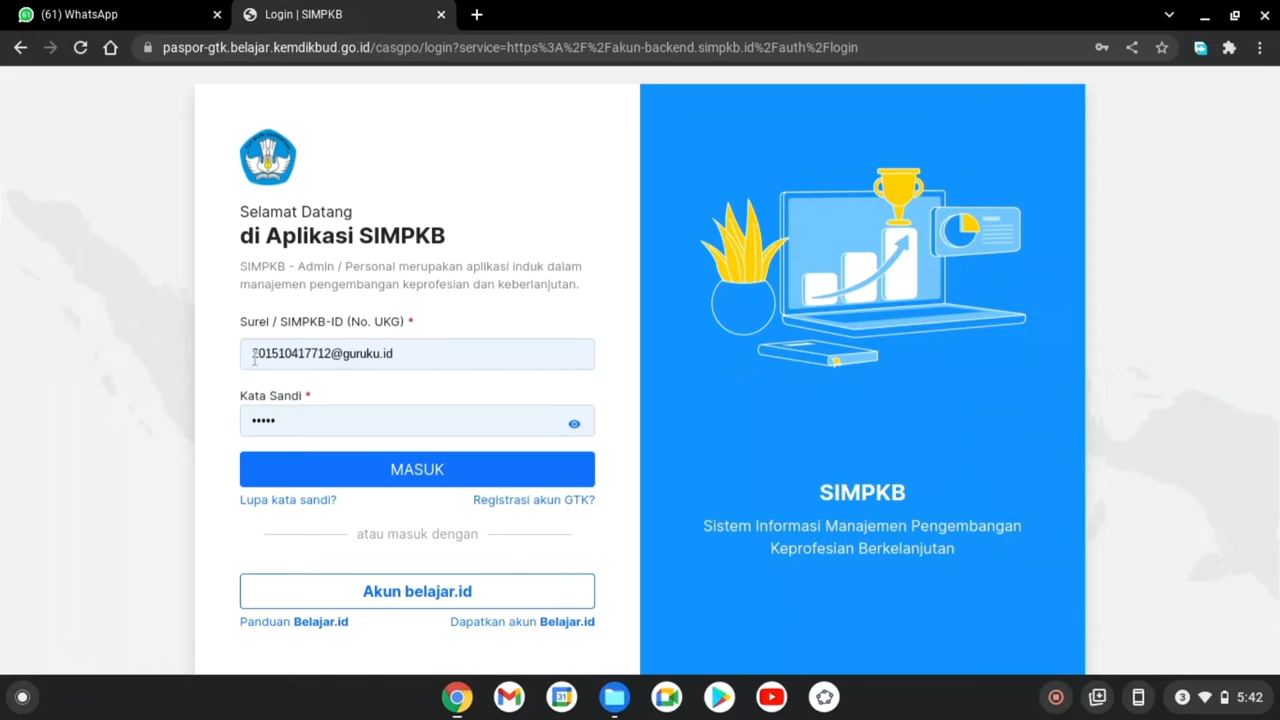 (61) WhatsApp
Login | SIMPKB
paspor-gtk.belajar.kemdikbud.go.id/casgpo/login?service=https%3A%2F%2Fakun-backend.simpkb.id%2Fauth%2Flogin
Selamat Datang
di Aplikasi SIMPKB
SIMPKB - Admin / Personal merupakan aplikasi induk dalam
manajemen pengembangan keprofesian dan keberlanjutan.
Surel / SIMPKB-ID (No. UKG) *
201510417712@guruku.id
Kata Sandi *
•••••
MASUK
Lupa kata sandi?
Registrasi akun GTK?
atau masuk dengan
Akun belajar.id
Panduan Belajar.id
Dapatkan akun Belajar.id
SIMPKB
Sistem Informasi Manajemen Pengembangan
Keprofesian Berkelanjutan
31
3
5:42